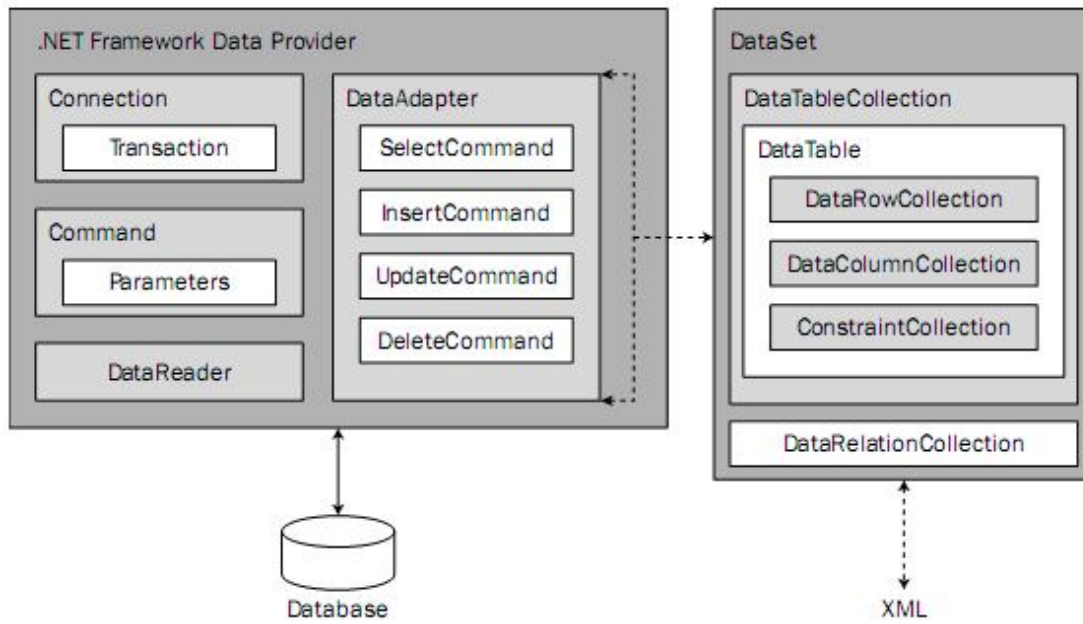 .NET Framework Data Provider
Connection
Transaction
Command
Parameters
DataReader
DataAdapter
SelectCommand
InsertCommand
UpdateCommand
DeleteCommand
Database
DataSet
DataTableCollection
DataTable
DataRowCollection
DataColumnCollection
ConstraintCollection
DataRelationCollection
XML